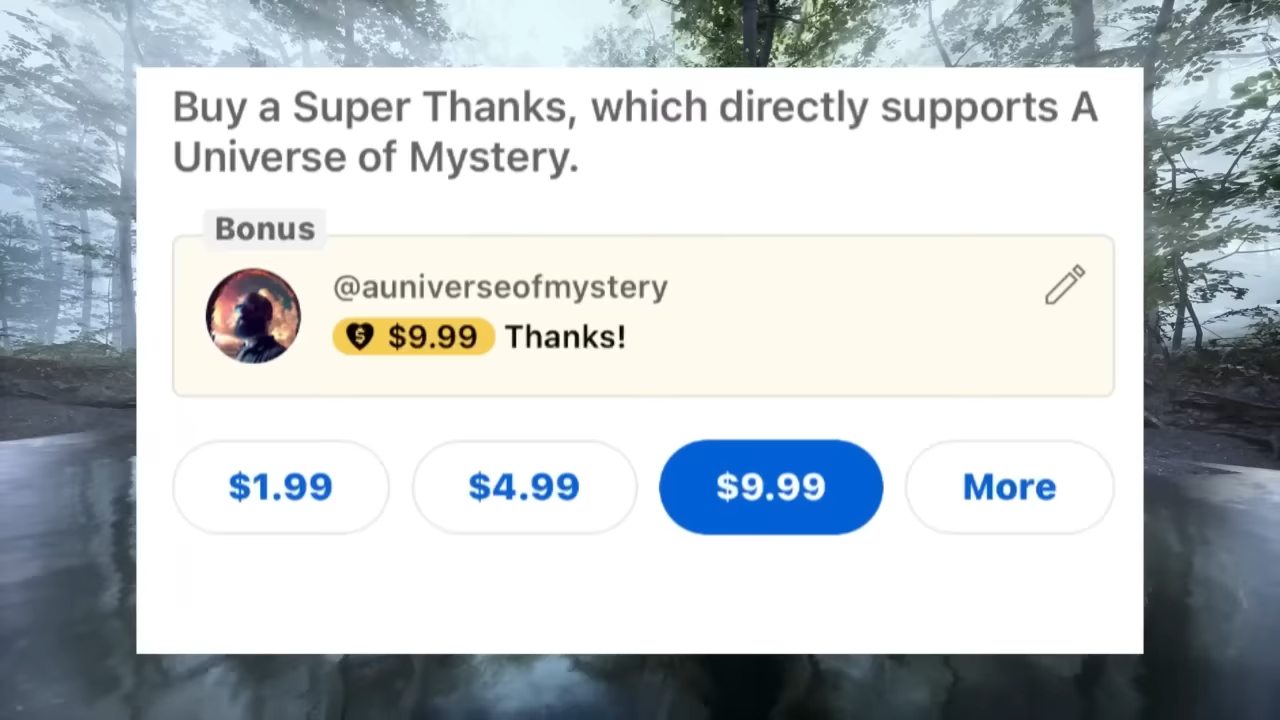 Buy a Super Thanks, which directly supports A
Universe of Mystery.
Bonus
@auniverseofmystery
$9.99 Thanks!
$1.99 $4.99 $9.99 More